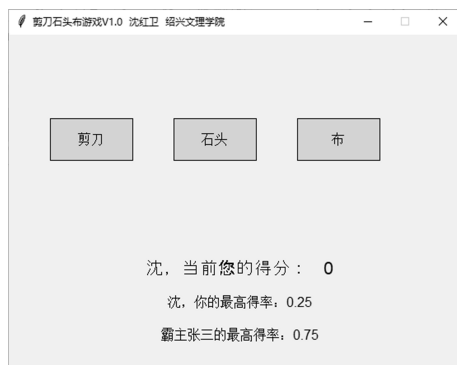 剪刀石头布游戏V1.0 沈红卫 绍兴文理学院
剪刀 石头 布
沈，当前您的得分： 0
沈，你的最高得率：0.25
霸主张三的最高得率：0.75